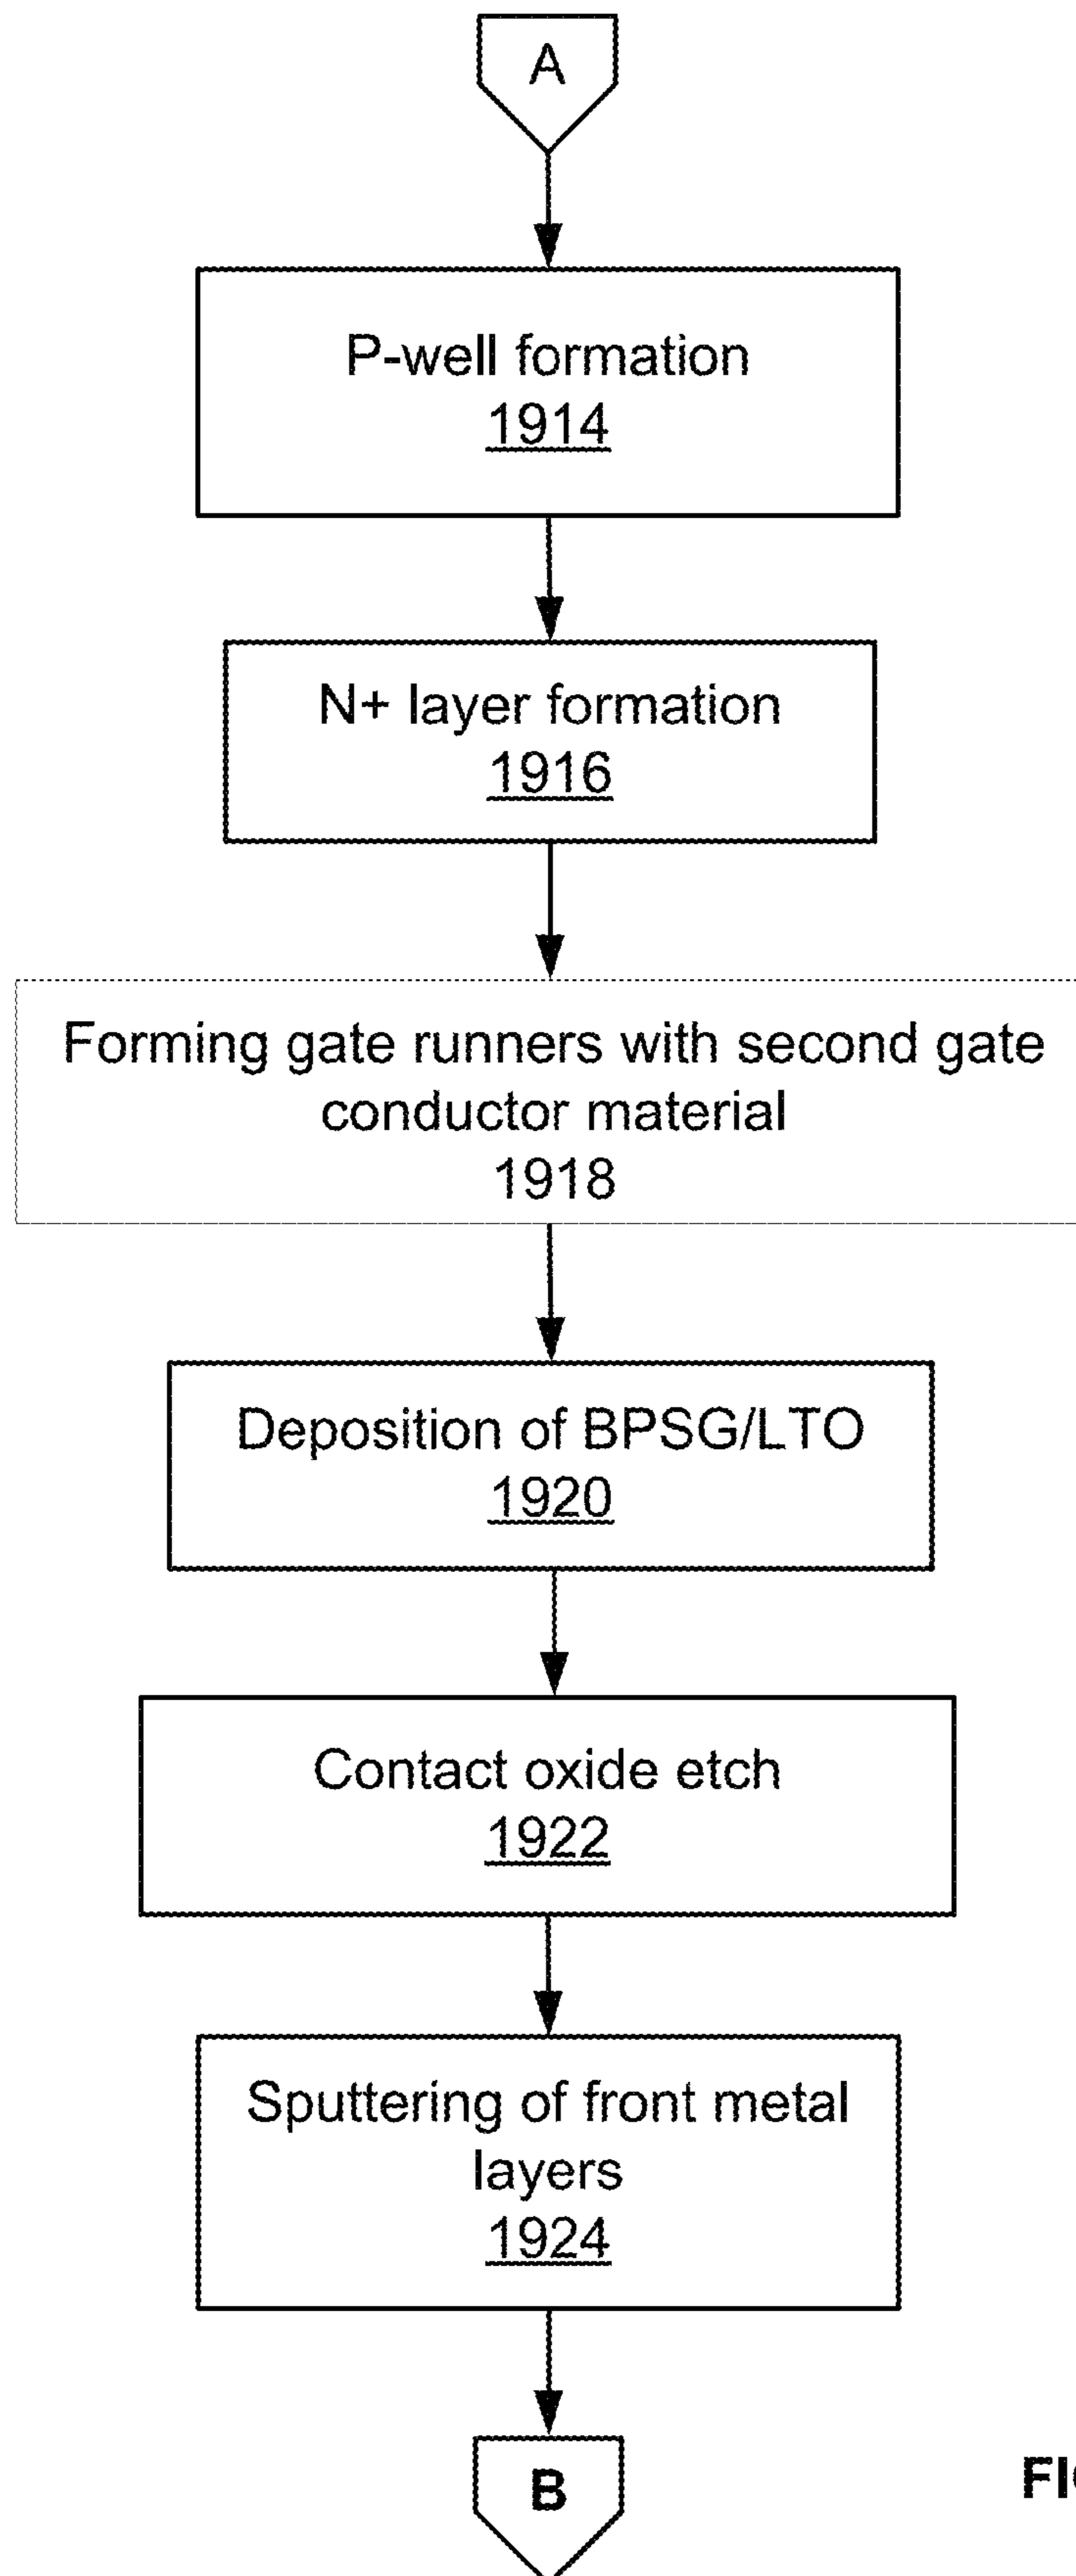 A
P-well formation
1914
N+ layer formation
1916
Forming gate runners with second gate
conductor material
1918
Deposition of BPSG/LTO
1920
Contact oxide etch
1922
Sputtering of front metal
layers
1924
B